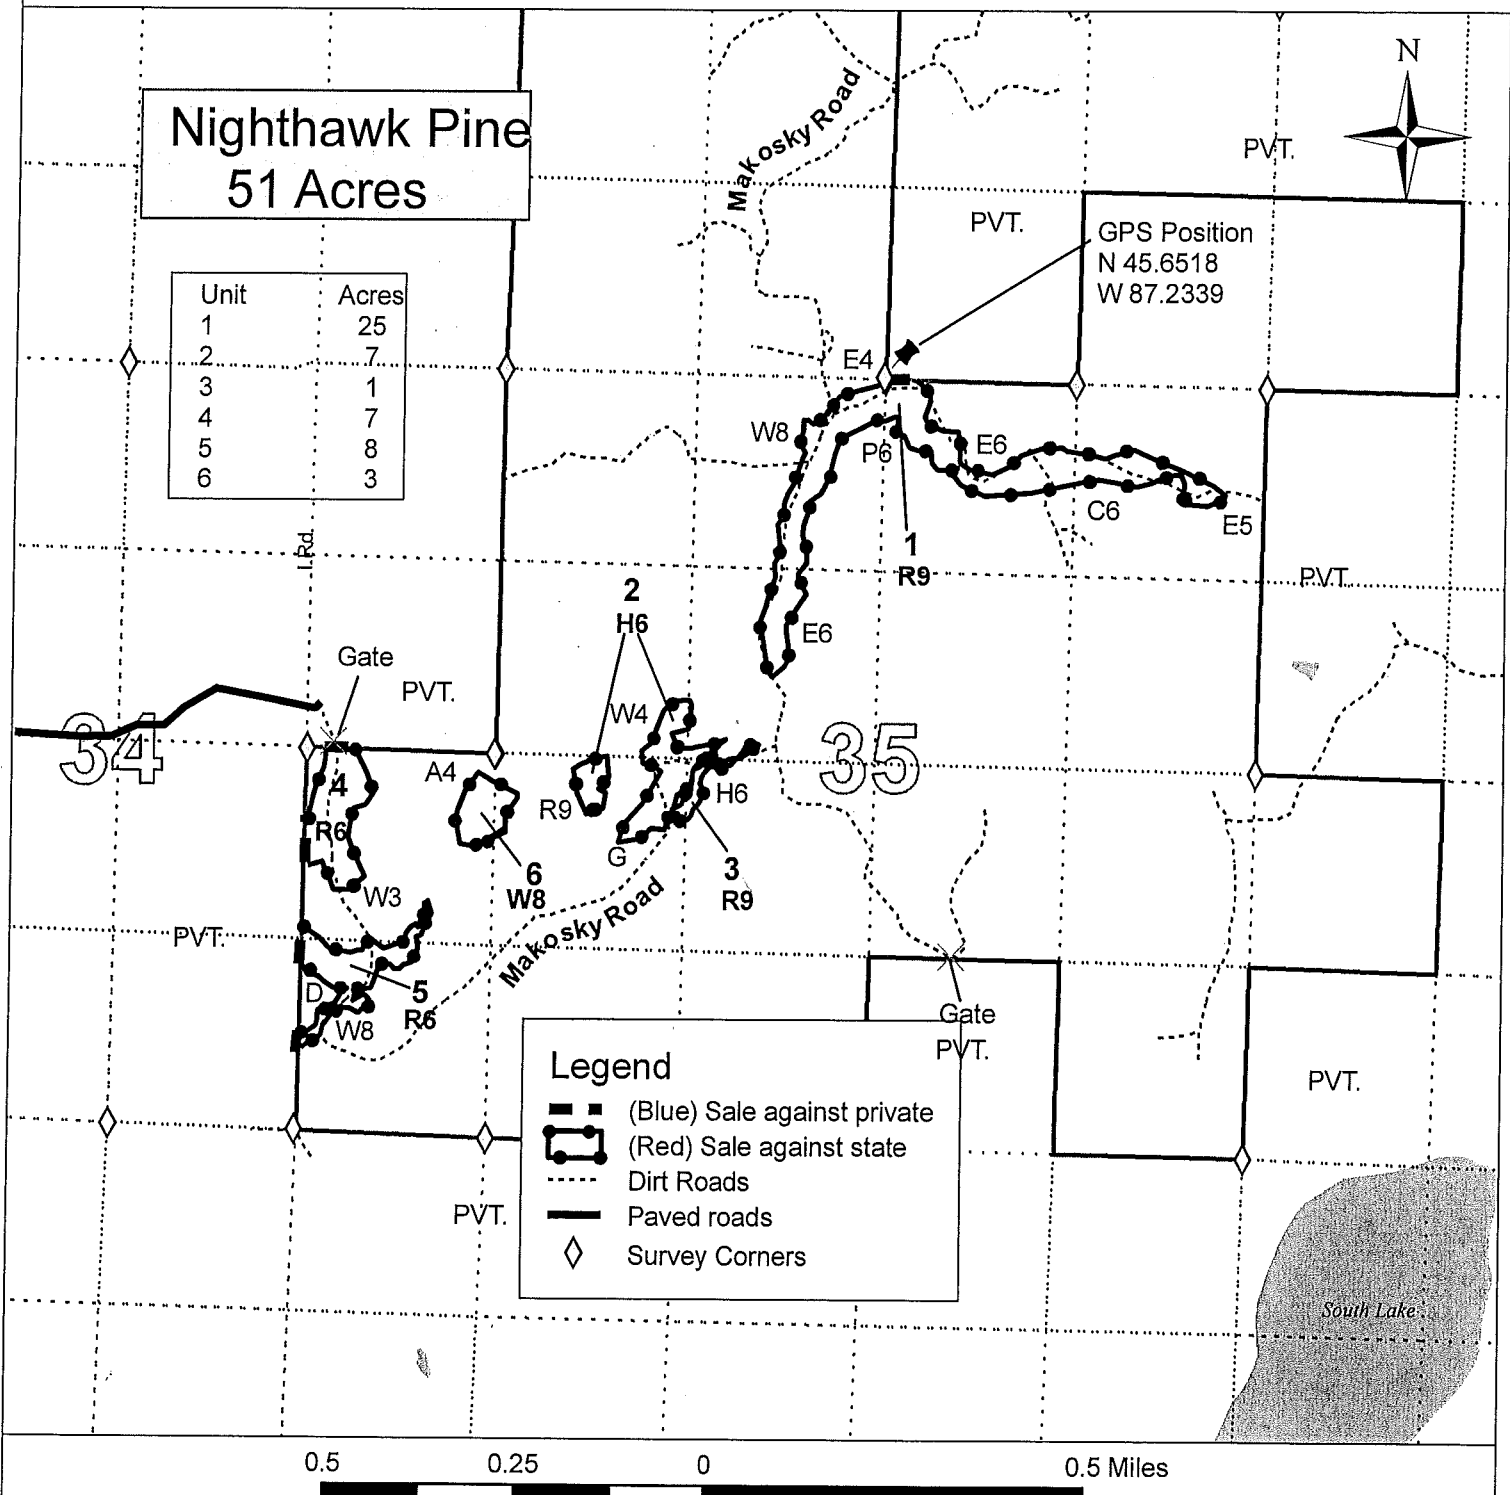 Nighthawk Pine
51 Acres
N
Makosky Road
PVT.
PVT.
GPS Position
N 45.6518
W 87.2339
Unit Acres
1 25
2 7
3 1
4 7
5 8
6 3
E4
W8
P6
E6
C6
E5
1
R9
I Rd.
PVT.
2
H6
E6
Gate
PVT.
W4
34
35
A4
4
R9
H6
R6
G
6
W8
3
R9
W3
Makosky Road
PVT.
D
5
R6
W8
Gate
PVT.
PVT.
Legend
(Blue) Sale against private
(Red) Sale against state
Dirt Roads
Paved roads
Survey Corners
PVT.
South Lake
0.5 0.25 0 0.5 Miles